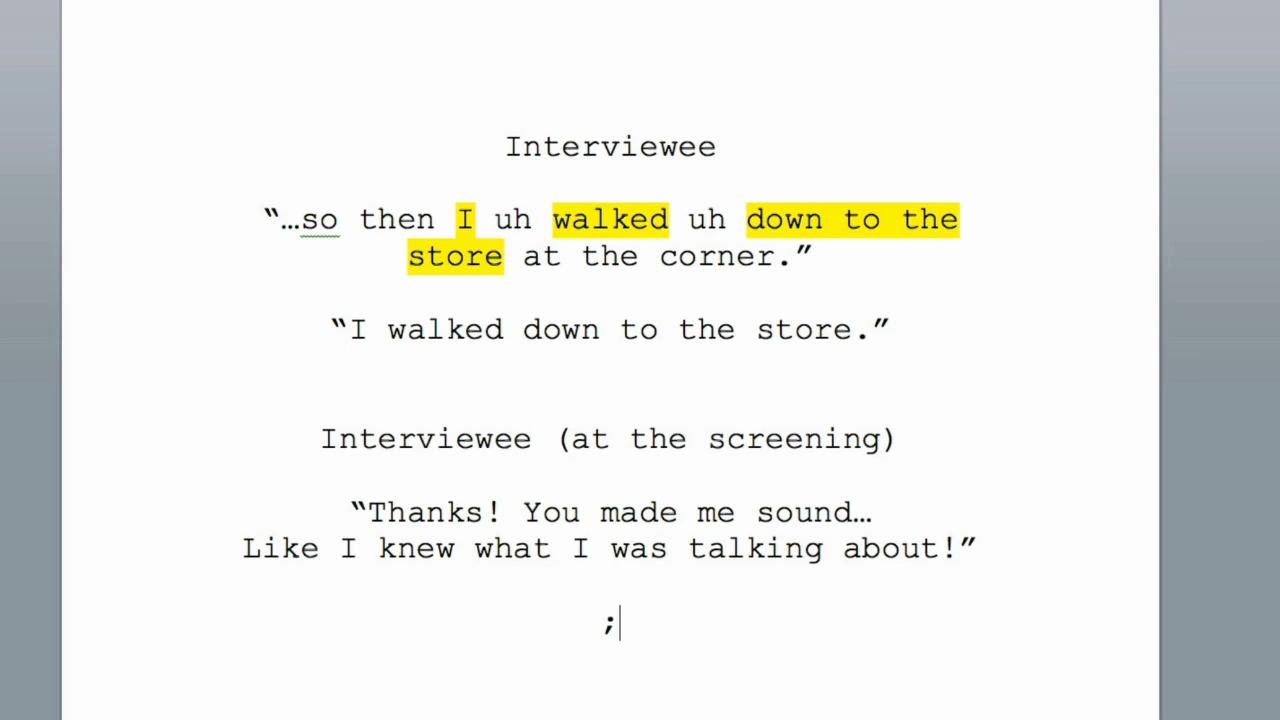 Interviewee
“…so then I uh walked uh down to the
store at the corner.”
“I walked down to the store.”
Interviewee (at the screening)
“Thanks! You made me sound…
Like I knew what I was talking about!”
;